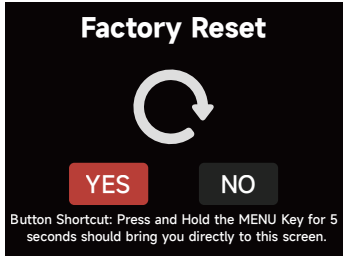 Factory Reset
YES
NO
Button Shortcut: Press and Hold the MENU Key for 5
seconds should bring you directly to this screen.